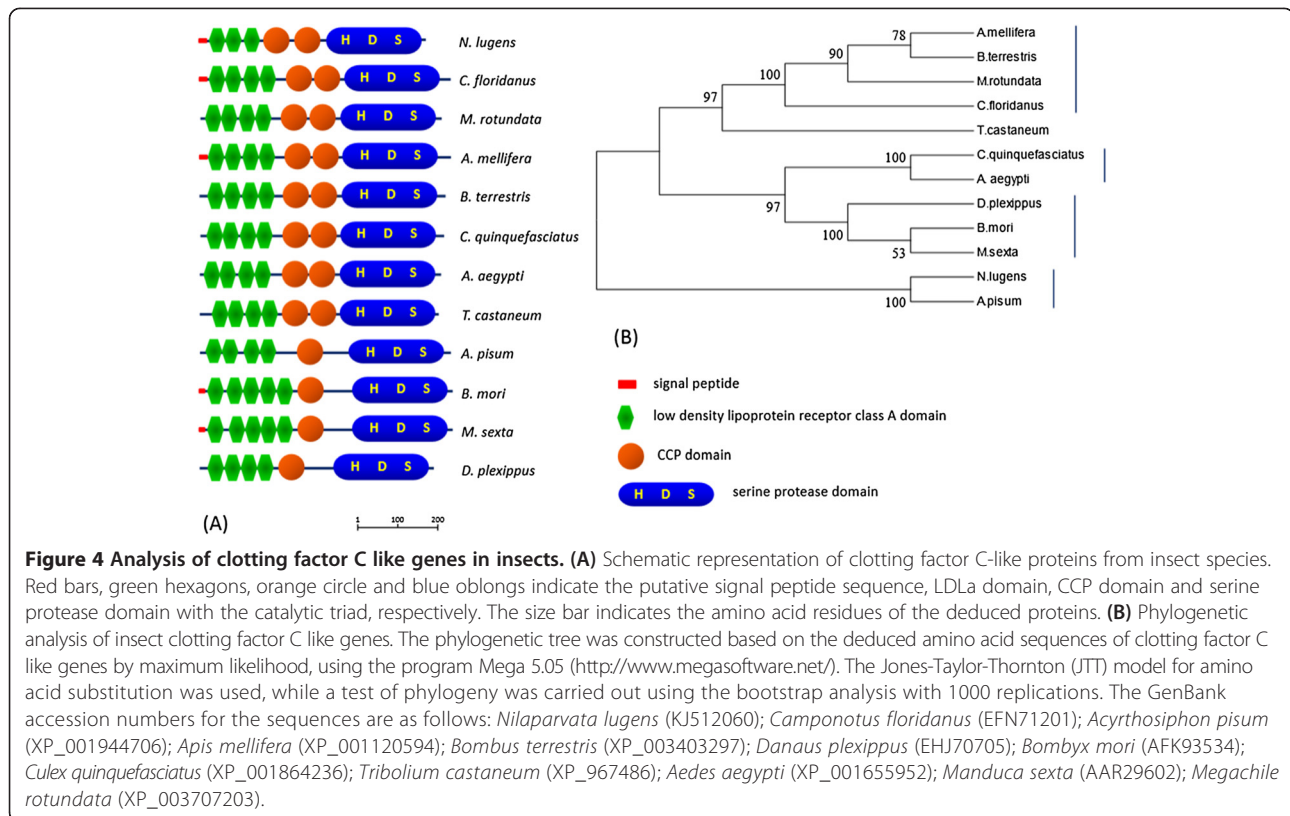 H D S
N. lugens
H D S
C. floridanus
H D S
M. rotundata
H D S
A. mellifera
H D S
B. terrestris
H D S
C. quinquefasciatus
H D S
A. aegypti
H D S
T. castaneum
H D S
A. pisum
H D S
B. mori
H D S
M. sexta
H D S
D. plexippus
(A)
1 100 200
A.mellifera
78
B.terrestris
90
M.rotundata
100
C.floridanus
97
T.castaneum
C.quinquefasciatus
100
A. aegypti
97
D.plexippus
B.mori
100
53
M.sexta
N.lugens
100
A.pisum
(B)
signal peptide
low density lipoprotein receptor class A domain
CCP domain
H D S
serine protease domain
Figure 4 Analysis of clotting factor C like genes in insects. (A) Schematic representation of clotting factor C-like proteins from insect species.
Red bars, green hexagons, orange circle and blue oblongs indicate the putative signal peptide sequence, LDLa domain, CCP domain and serine
protease domain with the catalytic triad, respectively. The size bar indicates the amino acid residues of the deduced proteins. (B) Phylogenetic
analysis of insect clotting factor C like genes. The phylogenetic tree was constructed based on the deduced amino acid sequences of clotting factor C
like genes by maximum likelihood, using the program Mega 5.05 (http://www.megasoftware.net/). The Jones-Taylor-Thornton (JTT) model for amino
acid substitution was used, while a test of phylogeny was carried out using the bootstrap analysis with 1000 replications. The GenBank
accession numbers for the sequences are as follows: Nilaparvata lugens (KJ512060); Camponotus floridanus (EFN71201); Acyrthosiphon pisum
(XP_001944706); Apis mellifera (XP_001120594); Bombus terrestris (XP_003403297); Danaus plexippus (EHJ70705); Bombyx mori (AFK93534);
Culex quinquefasciatus (XP_001864236); Tribolium castaneum (XP_967486); Aedes aegypti (XP_001655952); Manduca sexta (AAR29602); Megachile
rotundata (XP_003707203).